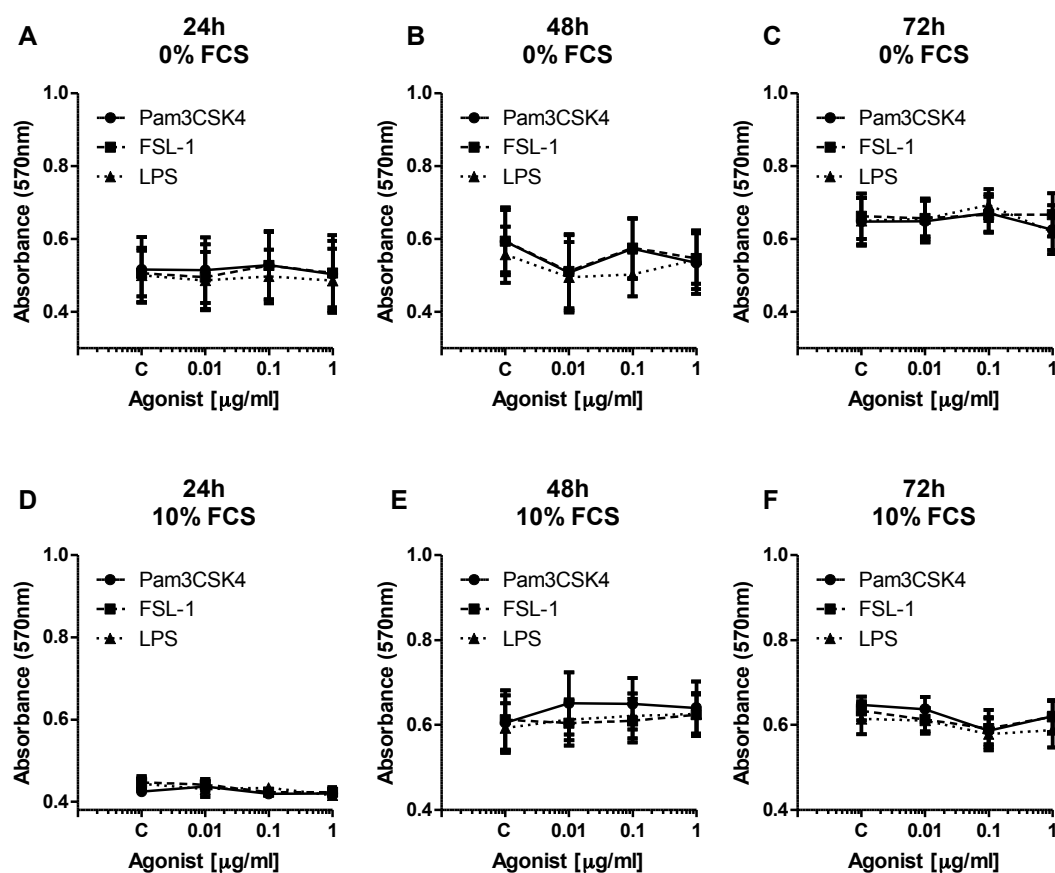 A
24h
0% FCS
Absorbance (570nm)
1.0
0.8
0.6
0.4
Pam3CSK4
FSL-1
LPS
C
0.01
0.1
1
Agonist [μg/ml]
B
48h
0% FCS
Absorbance (570nm)
1.0
0.8
0.6
0.4
Pam3CSK4
FSL-1
LPS
C
0.01
0.1
1
Agonist [μg/ml]
C
72h
0% FCS
Absorbance (570nm)
1.0
0.8
0.6
0.4
Pam3CSK4
FSL-1
LPS
C
0.01
0.1
1
Agonist [μg/ml]
D
24h
10% FCS
Absorbance (570nm)
1.0
0.8
0.6
0.4
Pam3CSK4
FSL-1
LPS
C
0.01
0.1
1
Agonist [μg/ml]
E
48h
10% FCS
Absorbance (570nm)
1.0
0.8
0.6
0.4
Pam3CSK4
FSL-1
LPS
C
0.01
0.1
1
Agonist [μg/ml]
F
72h
10% FCS
Absorbance (570nm)
1.0
0.8
0.6
0.4
Pam3CSK4
FSL-1
LPS
C
0.01
0.1
1
Agonist [μg/ml]